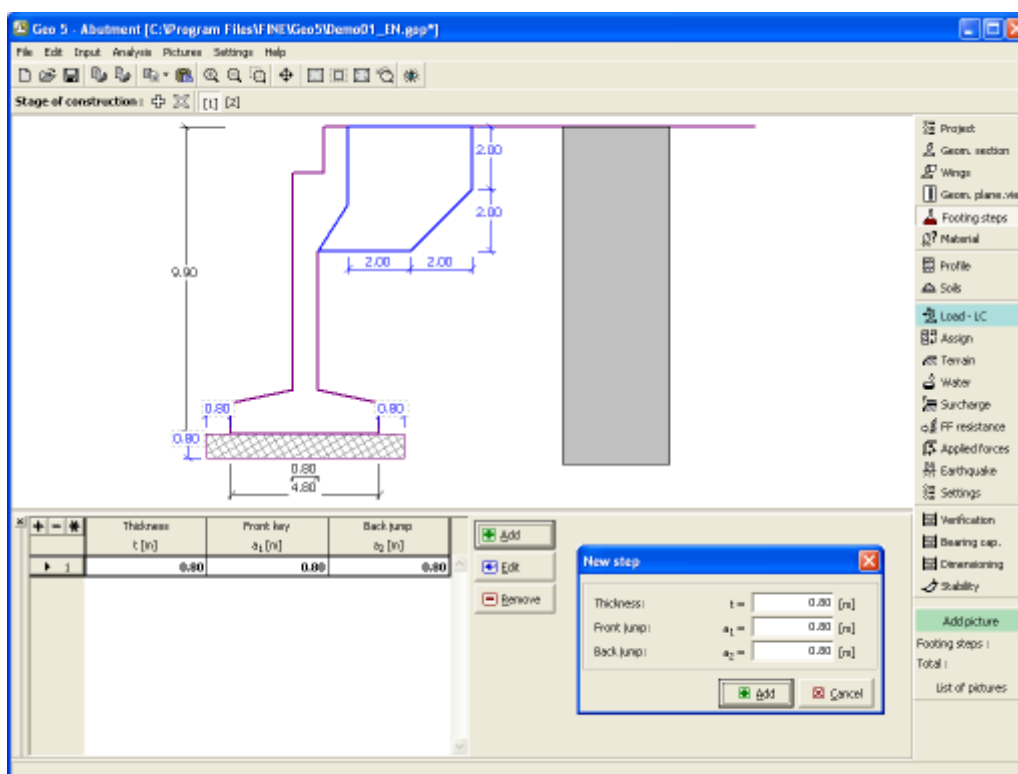 Geo 5 - Abutment [C:\Program Files\FINE\Geo5\Demo01_EN.gop*]
File Edit Input Analysis Pictures Settings Help
Stage of construction : [1] [2]
2.00
2.00
2.00 2.00
9.90
0.80 0.80
0.80
0.80
4.80
Project
Geom. section
Wings
Geom. plane.vie
Footing steps
Material
Profile
Soils
Load - LC
Assign
Terrain
Water
Surcharge
FF resistance
Applied forces
Earthquake
Settings
Verification
Bearing cap.
Dimensioning
Stability
Add picture
Footing steps :
Total :
List of pictures
Thickness Front key Back jump
t [m] a1 [m] a2 [m]
1 0.80 0.80 0.80
Add
Edit
Remove
New step
Thickness: t = 0.80 [m]
Front jump: a1 = 0.80 [m]
Back jump: a2 = 0.80 [m]
Add Cancel